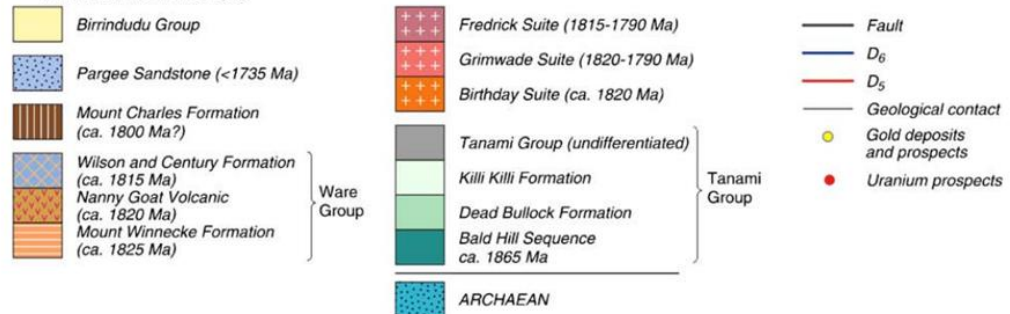 Birrindudu Group
Pargee Sandstone (<1735 Ma)
Mount Charles Formation
(ca. 1800 Ma?)
Wilson and Century Formation
(ca. 1815 Ma)
Nanny Goat Volcanic
(ca. 1820 Ma)
Mount Winnecke Formation
(ca. 1825 Ma)
Ware
Group
Fredrick Suite (1815-1790 Ma)
Grimwade Suite (1820-1790 Ma)
Birthday Suite (ca. 1820 Ma)
Tanami Group (undifferentiated)
Killi Killi Formation
Dead Bullock Formation
Bald Hill Sequence
ca. 1865 Ma
Tanami
Group
ARCHAEAN
Fault
D6
D5
Geological contact
Gold deposits
and prospects
Uranium prospects